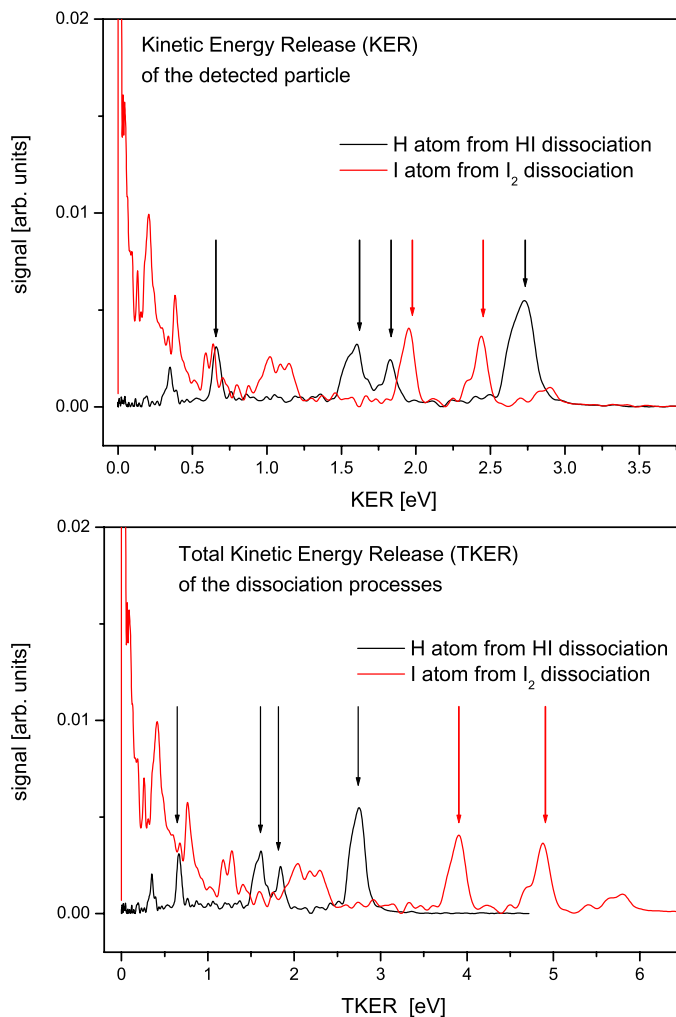 0.02
Kinetic Energy Release (KER)
of the detected particle
H atom from HI dissociation
I atom from I2 dissociation
0.01
signal [arb. units]
0.00
0.0 0.5 1.0 1.5 2.0 2.5 3.0 3.5
KER [eV]
0.02
Total Kinetic Energy Release (TKER)
of the dissociation processes
H atom from HI dissociation
I atom from I2 dissociation
0.01
signal [arb. units]
0.00
0 1 2 3 4 5 6
TKER [eV]